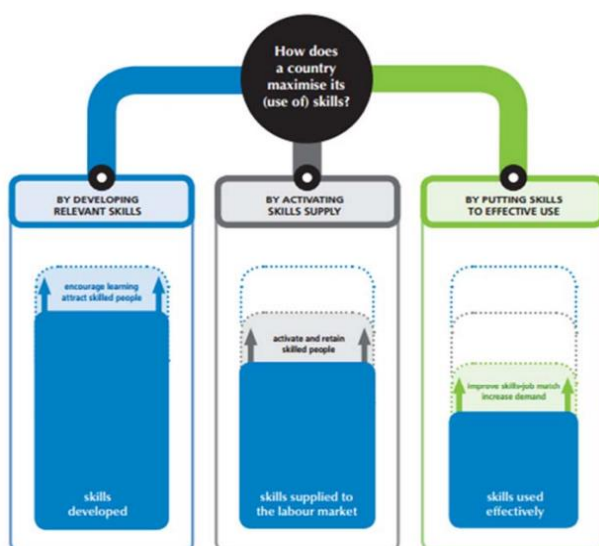 How does
a country
maximise its
(use of) skills?
BY DEVELOPING
RELEVANT SKILLS
BY ACTIVATING
SKILLS SUPPLY
BY PUTTING SKILLS
TO EFFECTIVE USE
encourage learning
attract skilled people
activate and retain
skilled people
improve skills-job match
increase demand
skills
developed
skills supplied to
the labour market
skills used
effectively